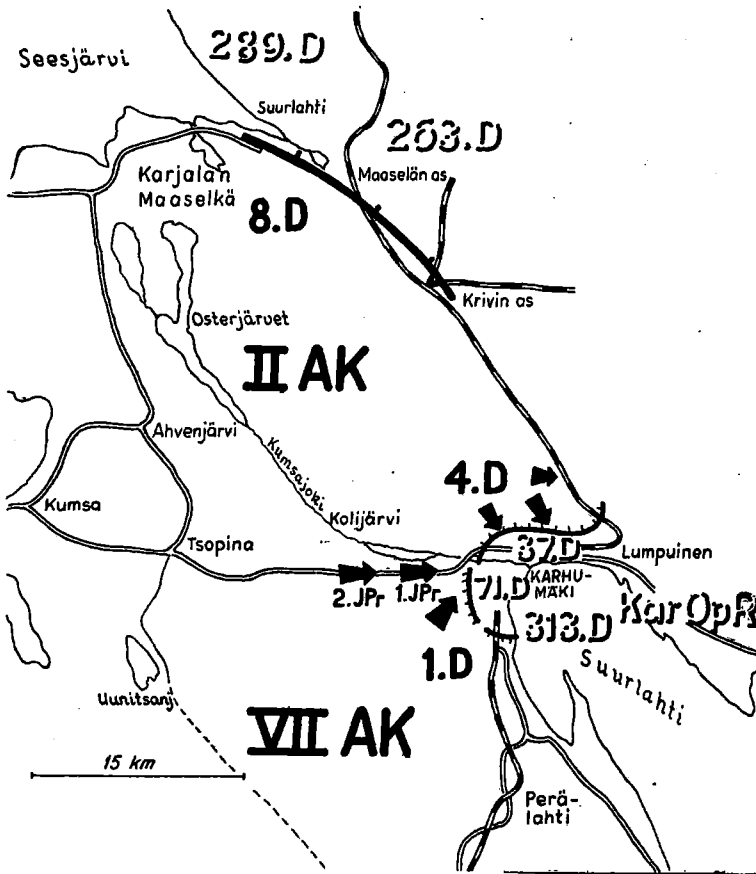 289.D
Seesjärvi
Suurlahti
263.D
Maaselän as
Karjalan
Maaselkä
8.D
Krivin as
Osterjärvet
II AK
Ahvenjärvi
Kumsajoki
4.D
Kumsa
Kolijärvi
Tsopina
37.D
Lumpuinen
2.JPr
1.JPr
71.D
KARHU-
MÄKI
313.D
KarOpR
1.D
Suurlahti
Uunitsanj
VII AK
15 km
Perä-
lahti